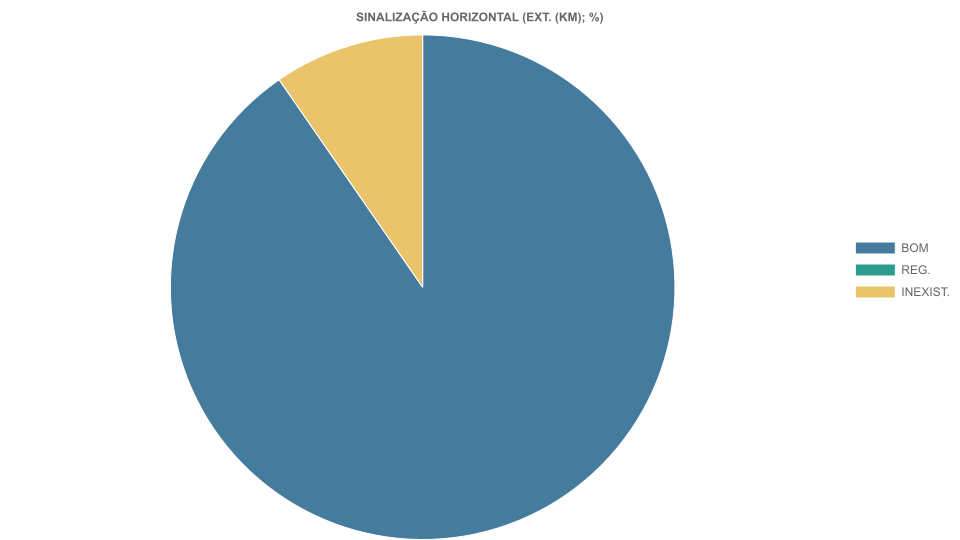 SINALIZAÇÃO HORIZONTAL (EXT. (KM); %)
BOM
REG.
INEXIST.